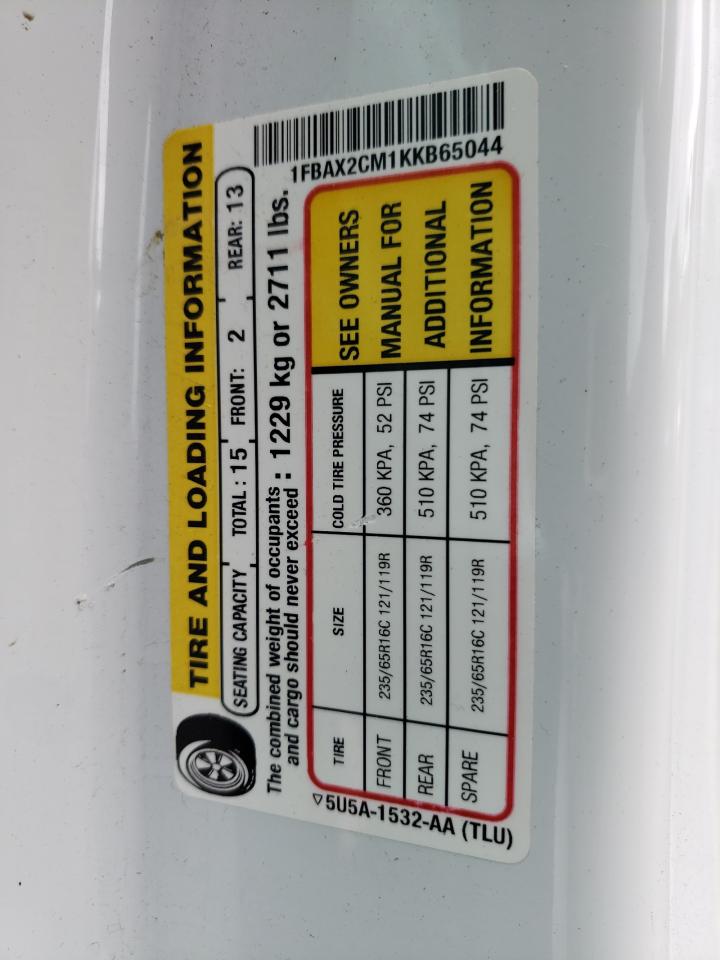 TIRE AND LOADING INFORMATION
SEATING CAPACITY TOTAL : 15 FRONT: 2 REAR: 13
The combined weight of occupants
and cargo should never exceed : 1229 kg or 2711 lbs.
TIRE SIZE COLD TIRE PRESSURE
FRONT 235/65R16C 121/119R 360 KPA, 52 PSI
REAR 235/65R16C 121/119R 510 KPA, 74 PSI
SPARE 235/65R16C 121/119R 510 KPA, 74 PSI
SEE OWNERS
MANUAL FOR
ADDITIONAL
INFORMATION
▽5U5A-1532-AA (TLU)
1FBAX2CM1KKB65044